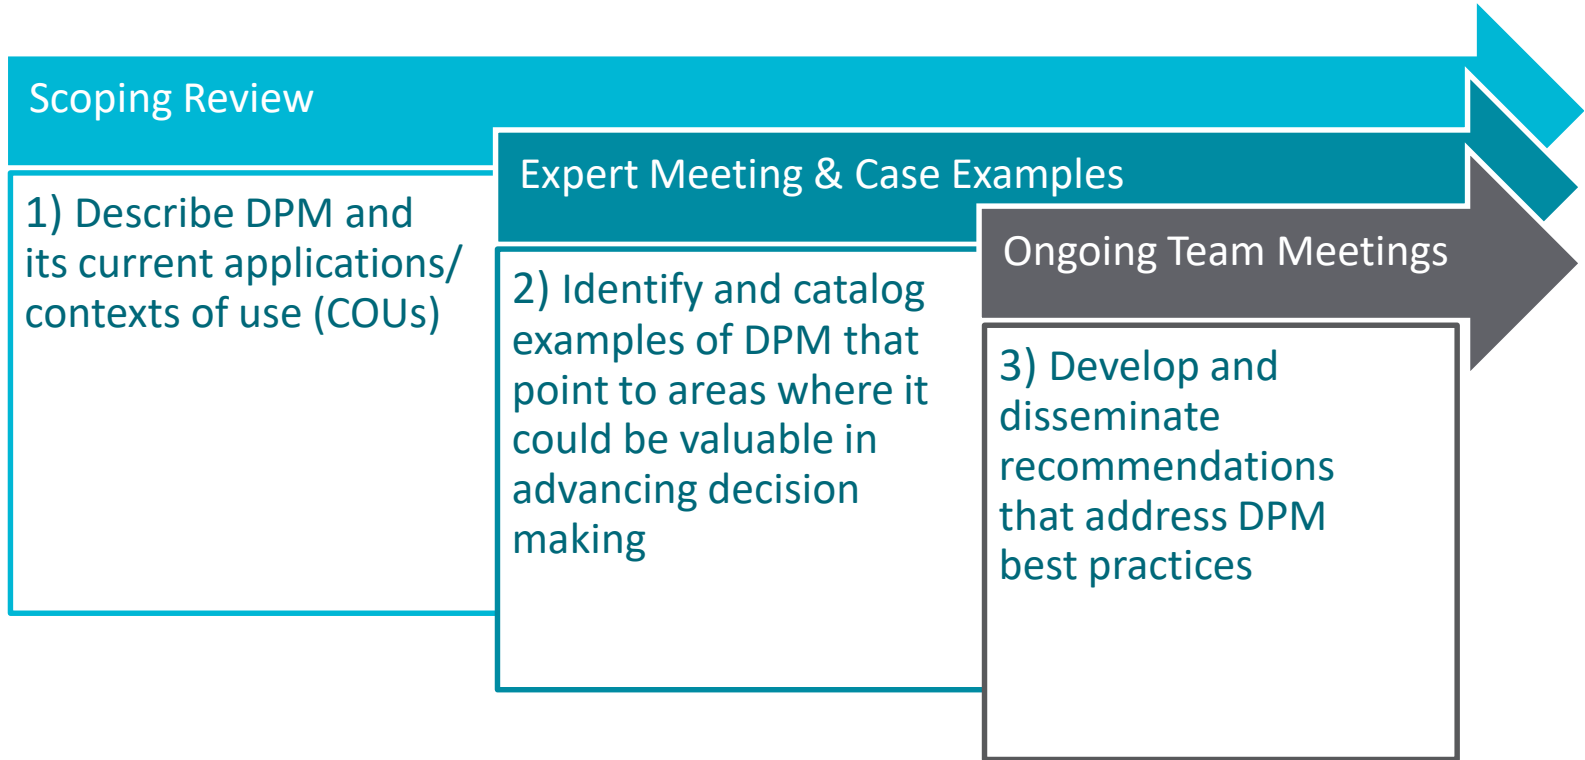 Scoping Review
1) Describe DPM and
its current applications/
contexts of use (COUs)
Expert Meeting & Case Examples
2) Identify and catalog
examples of DPM that
point to areas where it
could be valuable in
advancing decision
making
Ongoing Team Meetings
3) Develop and
disseminate
recommendations
that address DPM
best practices